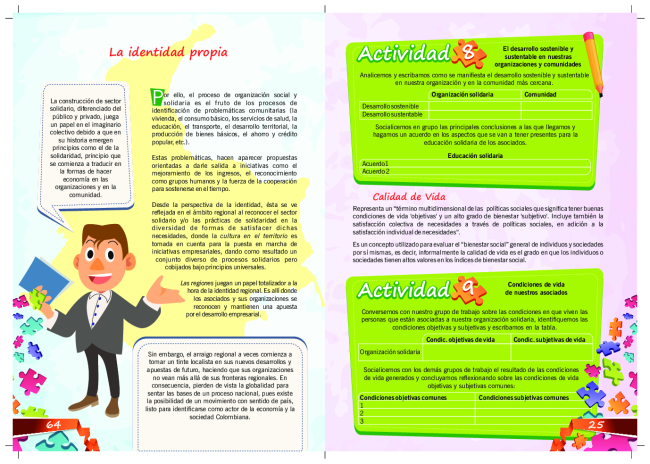 La identidad propia
La construcción de sector
solidario, diferenciado del
público y privado, juega
un papel en el imaginario
colectivo debido a que en
su historia emergen
principios como el de la
solidaridad, principio que
se comienza a traducir en
la formas de hacer
economía en las
organizaciones y en la
comunidad.
Por ello, el proceso de organización social y
solidaria es el fruto de los procesos de
identificación de problemáticas comunitarias (la
vivienda, el consumo básico, los servicios de salud, la
educación, el transporte, el desarrollo territorial, la
producción de bienes básicos, el ahorro y crédito
popular, etc.).
Estas problemáticas, hacen aparecer propuestas
orientadas a darle salida a iniciativas como el
mejoramiento de los ingresos, el reconocimiento
como grupos humanos y la fuerza de la cooperación
para sostenerse en el tiempo.
Desde la perspectiva de la identidad, ésta se ve
reflejada en el ámbito regional al reconocer el sector
solidario y/o las prácticas de solidaridad en la
diversidad de formas de satisfacer dichas
necesidades, donde la cultura en el territorio es
tomada en cuenta para la puesta en marcha de
iniciativas empresariales, dando como resultado un
conjunto diverso de procesos solidarios pero
cobijados bajo principios universales.
Las regiones juegan un papel totalizador a la
hora de la identidad regional. Es allí donde
los asociados y sus organizaciones se
reconocen y mantienen una apuesta
por el desarrollo empresarial.
Sin embargo, el arraigo regional a veces comienza a
tomar un tinte localista en sus nuevos desarrollos y
apuestas de futuro, haciendo que sus organizaciones
no vean más allá de sus fronteras regionales. En
consecuencia, pierden de vista la globalidad para
sentar las bases de un proceso nacional, pues existe
la posibilidad de un movimiento con sentido de país,
listo para identificarse como actor de la economía y la
sociedad Colombiana.
64
Actividad 8
El desarrollo sostenible y
sustentable en nuestras
organizaciones y comunidades
Analicemos y escribamos como se manifiesta el desarrollo sostenible y sustentable
en nuestra organización y en la comunidad más cercana.
Organización solidaria Comunidad
Desarrollo sostenible
Desarrollo sustentable
Socialicemos en grupo las principales conclusiones a las que llegamos y
hagamos un acuerdo en los aspectos que se van a tener presentes para la
educación solidaria de los asociados.
Educación solidaria
Acuerdo1
Acuerdo 2
Calidad de Vida
Representa un "término multidimensional de las políticas sociales que significa tener buenas
condiciones de vida 'objetivas' y un alto grado de bienestar 'subjetivo'. Incluye también la
satisfacción colectiva de necesidades a través de políticas sociales, en adición a la
satisfacción individual de necesidades".
Es un concepto utilizado para evaluar el "bienestar social" general de individuos y sociedades
por sí mismas, es decir, informalmente la calidad de vida es el grado en que los individuos o
sociedades tienen altos valores en los índices de bienestar social.
Actividad 9
Condiciones de vida
de nuestros asociados
Conversemos con nuestro grupo de trabajo sobre las condiciones en que viven las
personas que están asociadas a nuestra organización solidaria, identifiquemos las
condiciones objetivas y subjetivas y escribamos en la tabla.
Condic. objetivas de vida Condic. subjetivas de vida
Organización solidaria
Socialicemos con los demás grupos de trabajo el resultado de las condiciones
de vida generados y concluyamos reflexionando sobre las condiciones de vida
objetivas y subjetivas comunes:
Condiciones objetivas comunes Condiciones subjetivas comunes
1
2
3
25